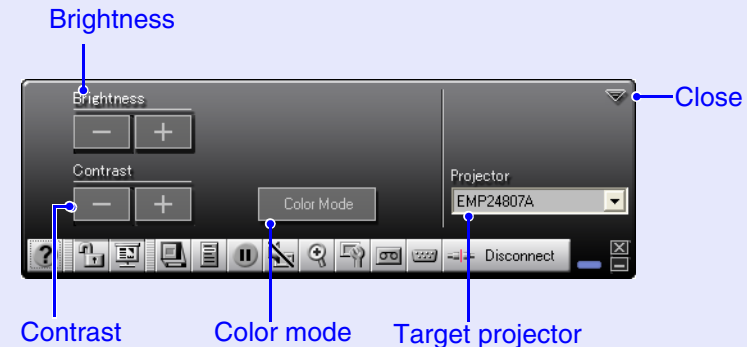 Brightness
Brightness
Close
− +
Contrast
Projector
− +
Color Mode
EMP24807A
?
Disconnect
Contrast
Color mode
Target projector